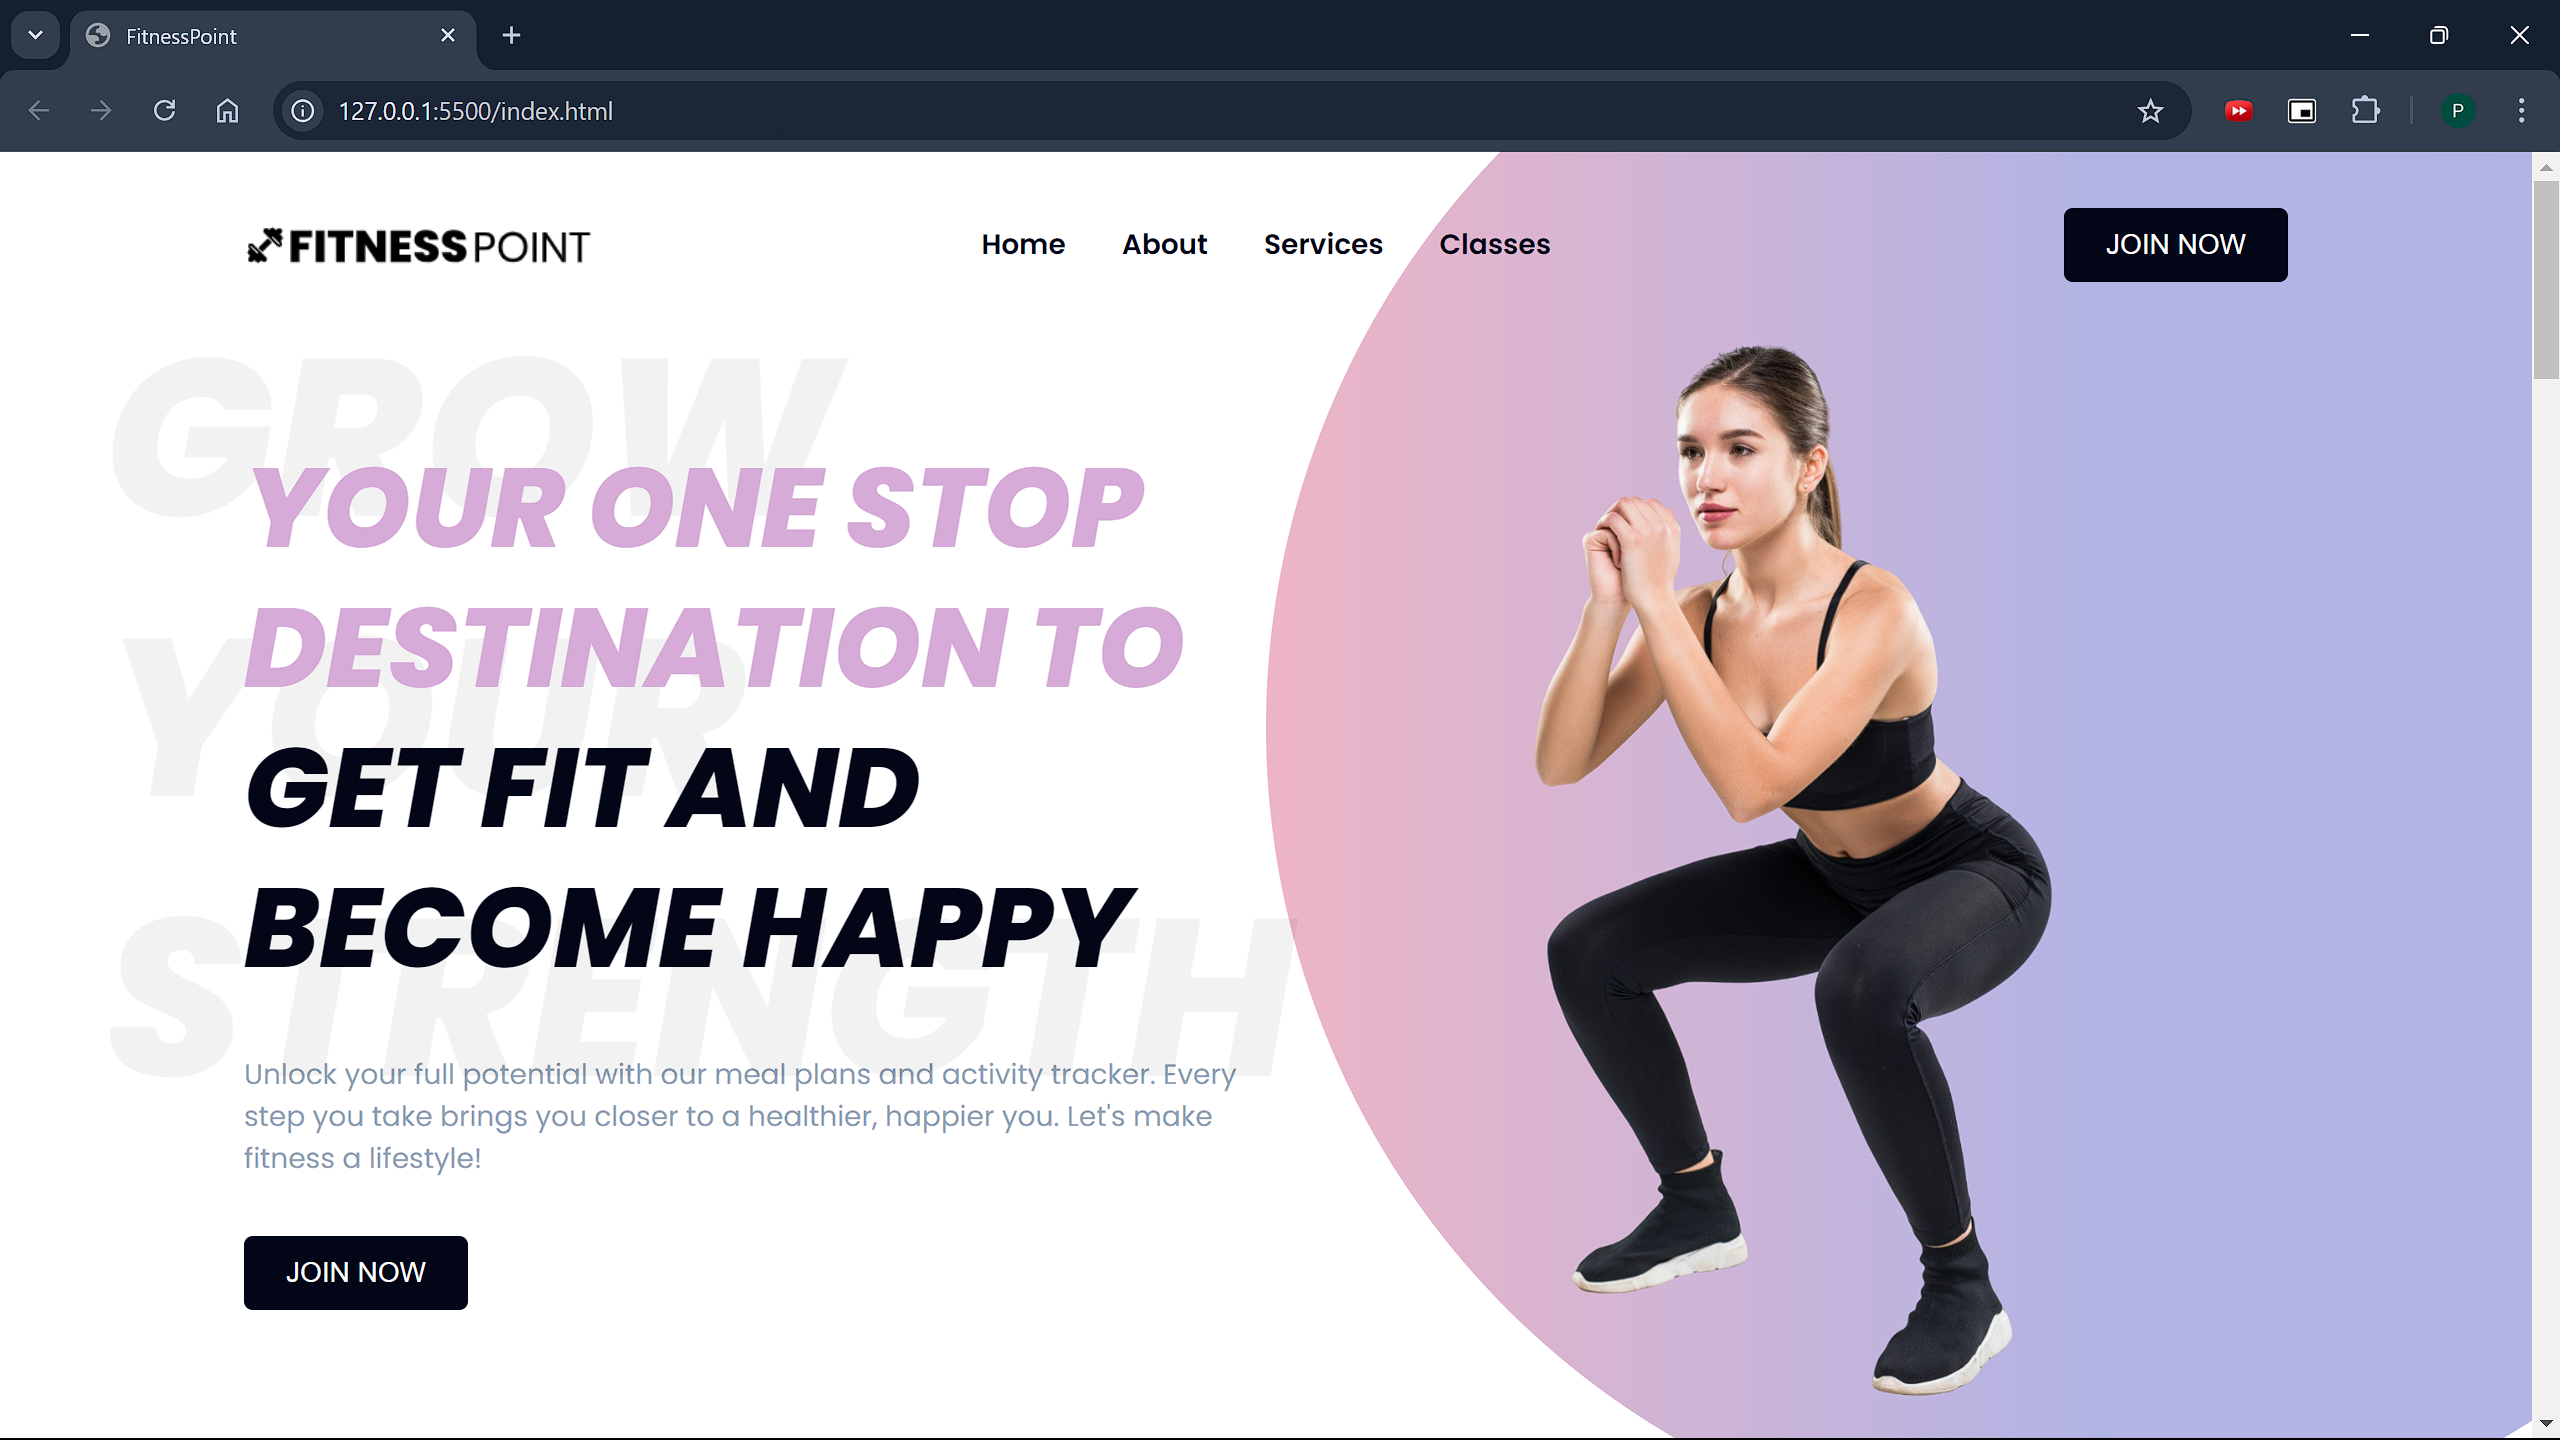 FitnessPoint
127.0.0.1:5500/index.html
P
FITNESS POINT
Home About Services Classes
JOIN NOW
GROW
YOUR
STRENGTH
YOUR ONE STOP
DESTINATION TO
GET FIT AND
BECOME HAPPY
Unlock your full potential with our meal plans and activity tracker. Every
step you take brings you closer to a healthier, happier you. Let's make
fitness a lifestyle!
JOIN NOW